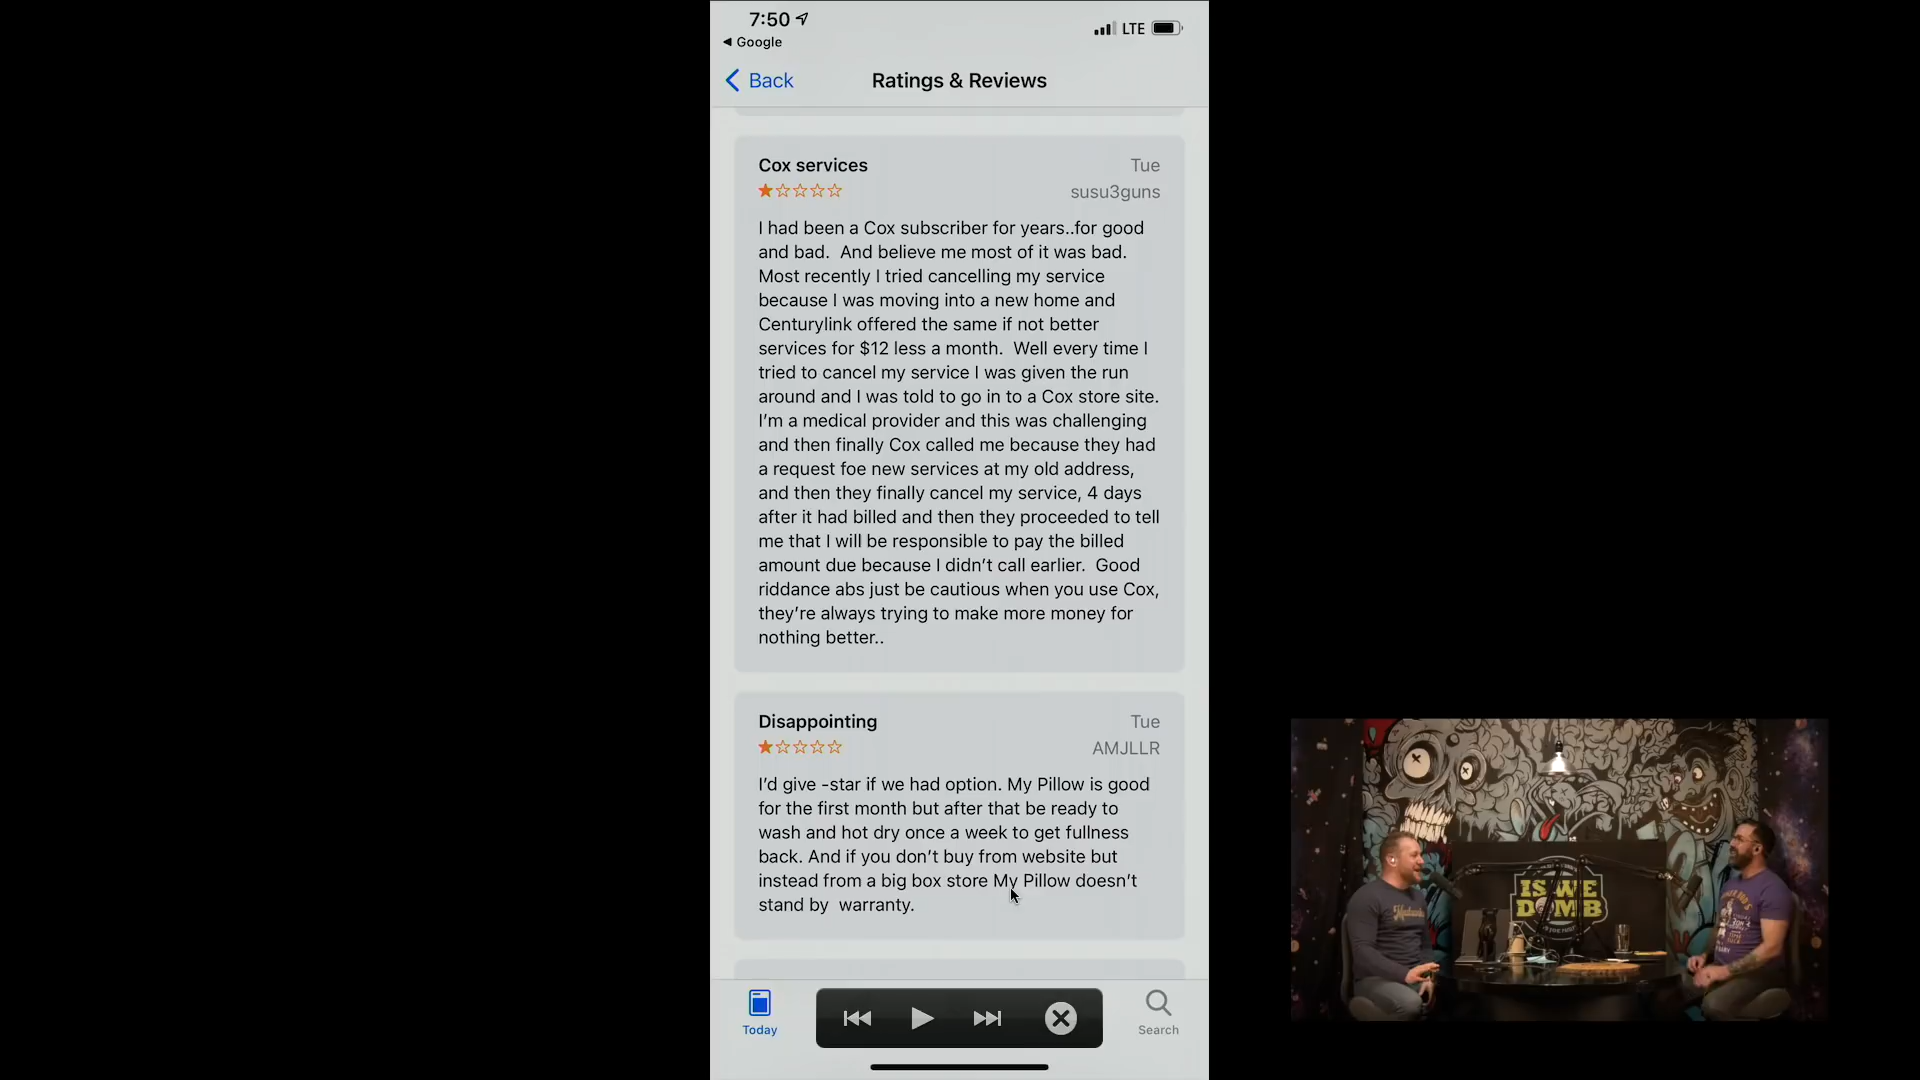 7:50
LTE
Google
Back
Ratings & Reviews
Cox services
Tue
susu3guns
I had been a Cox subscriber for years..for good
and bad.  And believe me most of it was bad.
Most recently I tried cancelling my service
because I was moving into a new home and
Centurylink offered the same if not better
services for $12 less a month.  Well every time I
tried to cancel my service I was given the run
around and I was told to go in to a Cox store site.
I'm a medical provider and this was challenging
and then finally Cox called me because they had
a request foe new services at my old address,
and then they finally cancel my service, 4 days
after it had billed and then they proceeded to tell
me that I will be responsible to pay the billed
amount due because I didn't call earlier.  Good
riddance abs just be cautious when you use Cox,
they're always trying to make more money for
nothing better..
Disappointing
Tue
AMJLLR
I'd give -star if we had option. My Pillow is good
for the first month but after that be ready to
wash and hot dry once a week to get fullness
back. And if you don't buy from website but
instead from a big box store My Pillow doesn't
stand by  warranty.
Today
Search
IS WE
DOMB